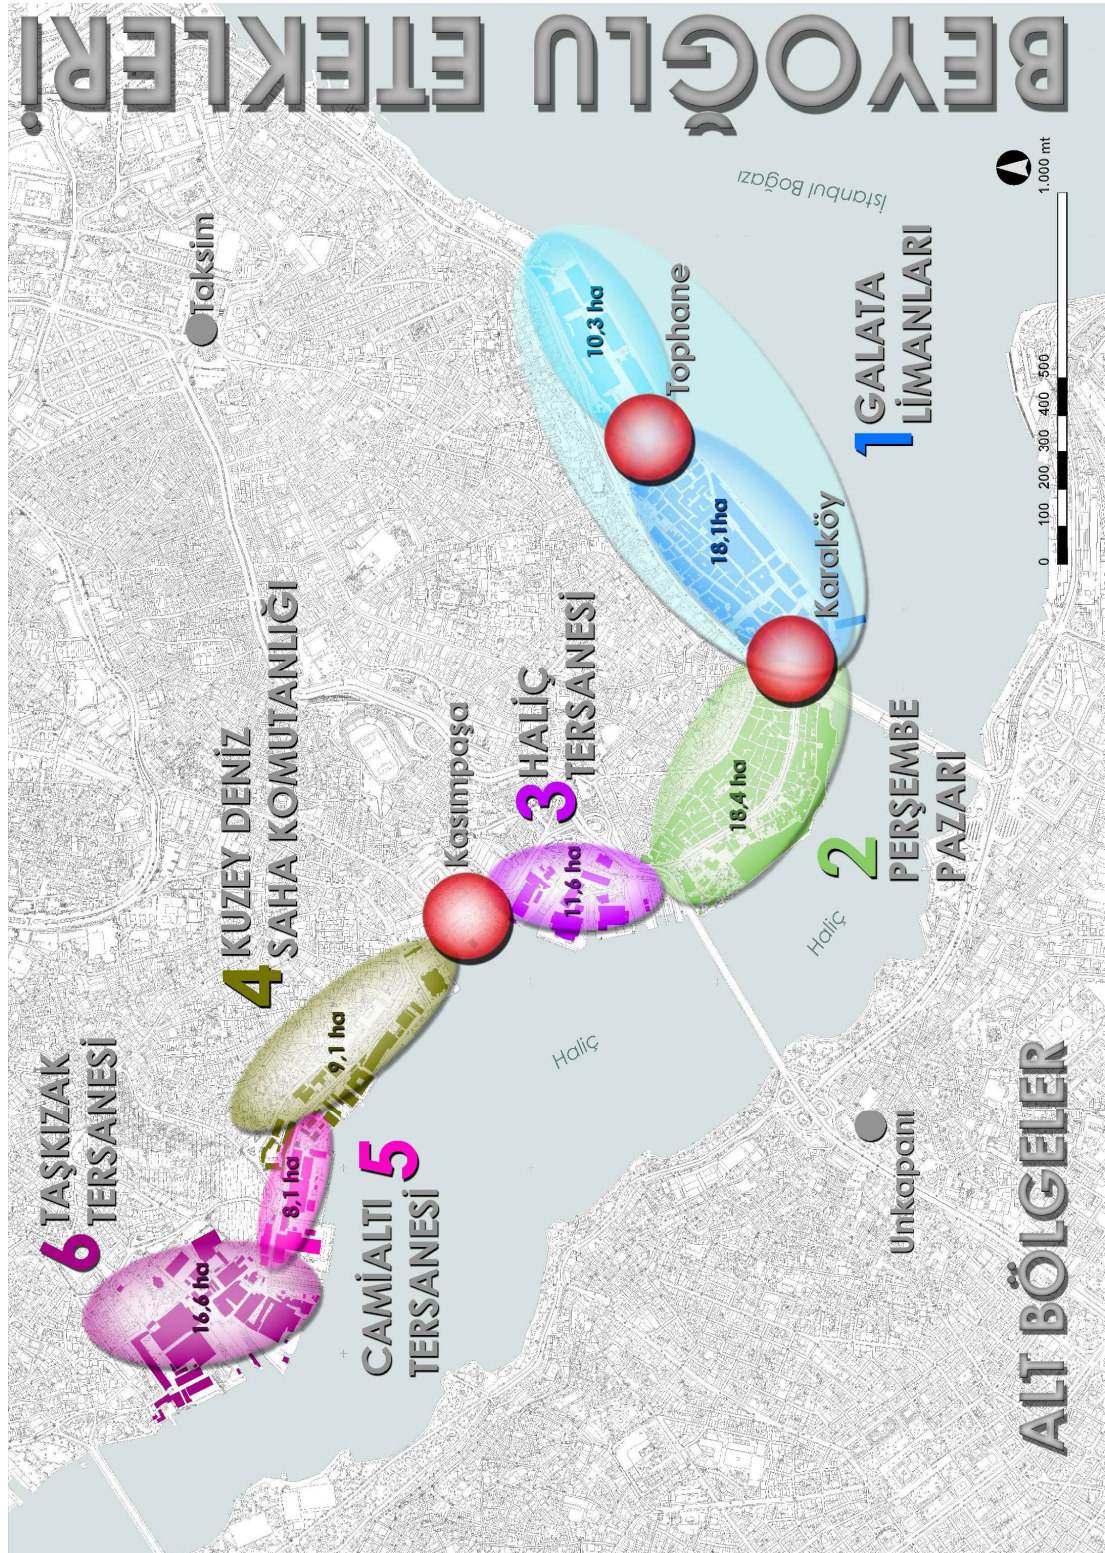 BEYOĞLU ETEKLERİ
İstanbul Boğazı
Taksim
10,3 ha
Tophane
1 GALATA
LİMANLARI
18,1ha
Karaköy
4 KUZEY DENİZ
SAHA KOMUTANLIĞI
3 HALİÇ
TERSANESİ
Kasımpaşa
11,6 ha
18,4 ha
2 PERŞEMBE
PAZARI
Haliç
Haliç
9,1 ha
6 TAŞKIZAK
TERSANESİ
8,1 ha
16,6 ha
CAMİALTI 5
TERSANESİ
Unkapanı
0 100 200 300 400 500 1.000 mt
ALT BÖLGELER